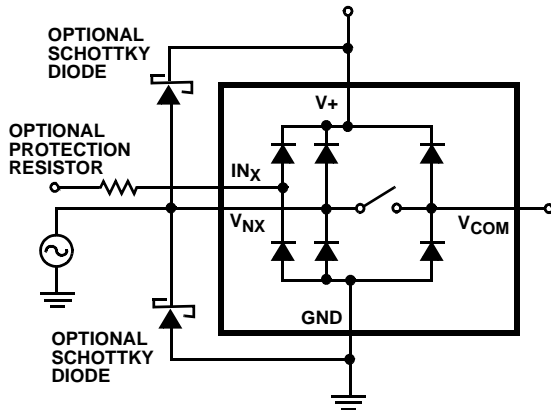 OPTIONAL
SCHOTTKY
DIODE
OPTIONAL
PROTECTION
RESISTOR
V+
INX
VNX
VCOM
GND
OPTIONAL
SCHOTTKY
DIODE